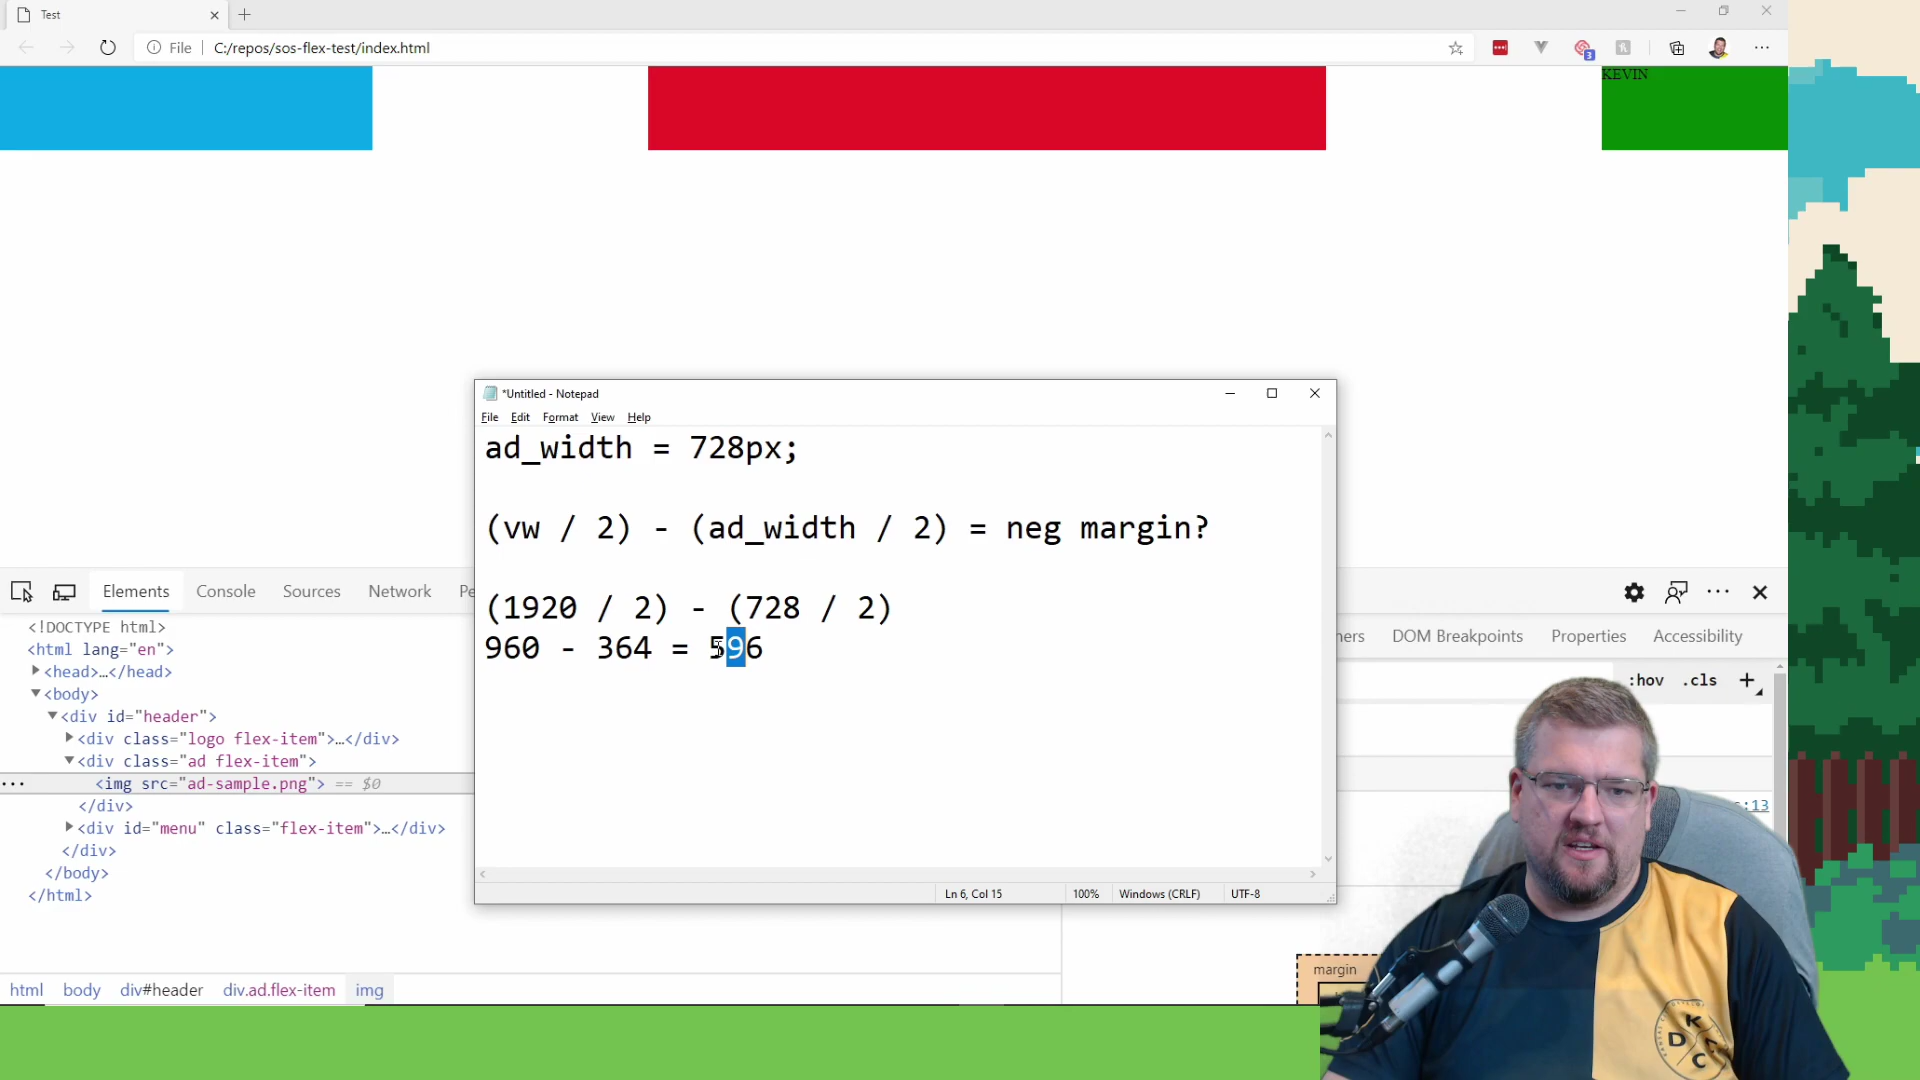 Test
File
C:/repos/sos-flex-test/index.html
3
KEVIN
*Untitled - Notepad
File Edit Format View Help
ad_width = 728px;
(vw / 2) - (ad_width / 2) = neg margin?
(1920 / 2) - (728 / 2)
960 - 364 = 596
Ln 6, Col 15
100%
Windows (CRLF)
UTF-8
Elements Console Sources Network Pe
ners DOM Breakpoints Properties Accessibility
:hov .cls
s:13
margin
<!DOCTYPE html>
<html lang="en">
<head>…</head>
<body>
<div id="header">
<div class="logo flex-item">…</div>
<div class="ad flex-item">
<img src="ad-sample.png"> == $0
</div>
<div id="menu" class="flex-item">…</div>
</div>
</body>
</html>
html body div#header div.ad.flex-item img
K
D
C